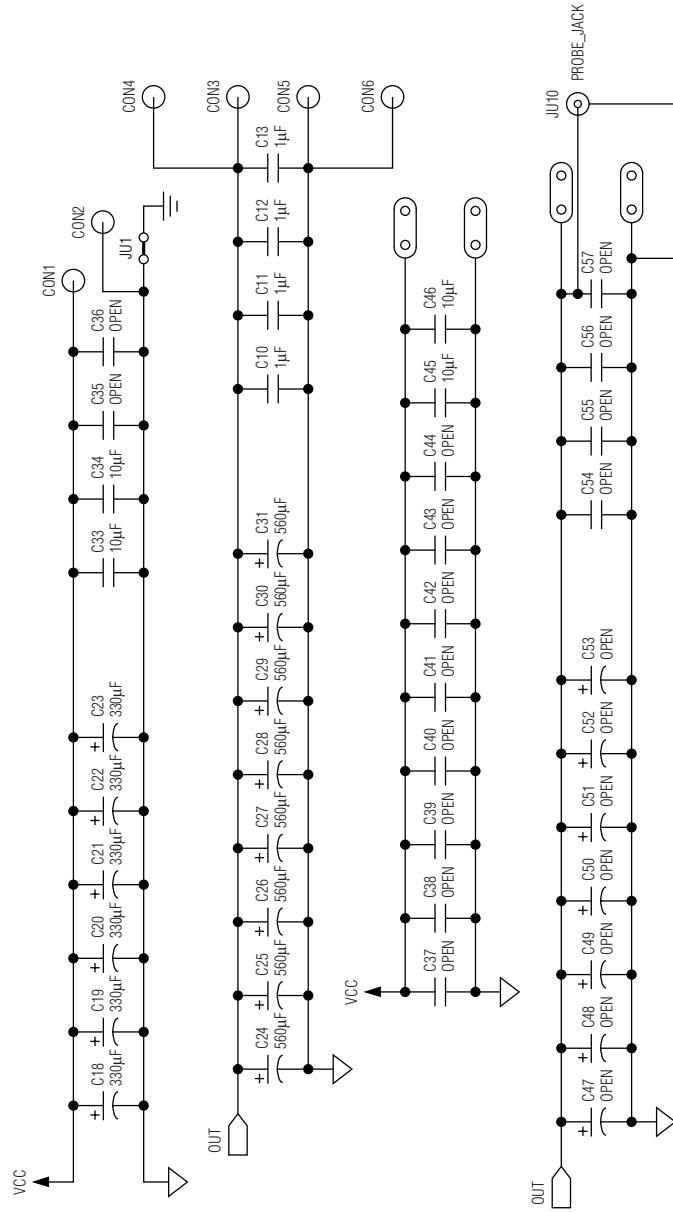 VCC
C18
330µF
C19
330µF
C20
330µF
C21
330µF
C22
330µF
C23
330µF
C33
10µF
C34
10µF
C35
OPEN
C36
OPEN
CON1
CON2
JU1
OUT
C24
560µF
C25
560µF
C26
560µF
C27
560µF
C28
560µF
C29
560µF
C30
560µF
C31
560µF
C10
1µF
C11
1µF
C12
1µF
C13
1µF
CON4
CON3
CON5
CON6
VCC
C37
OPEN
C38
OPEN
C39
OPEN
C40
OPEN
C41
OPEN
C42
OPEN
C43
OPEN
C44
OPEN
C45
10µF
C46
10µF
OUT
C47
OPEN
C48
OPEN
C49
OPEN
C50
OPEN
C51
OPEN
C52
OPEN
C53
OPEN
C54
OPEN
C55
OPEN
C56
OPEN
C57
OPEN
JU10
PROBE_JACK